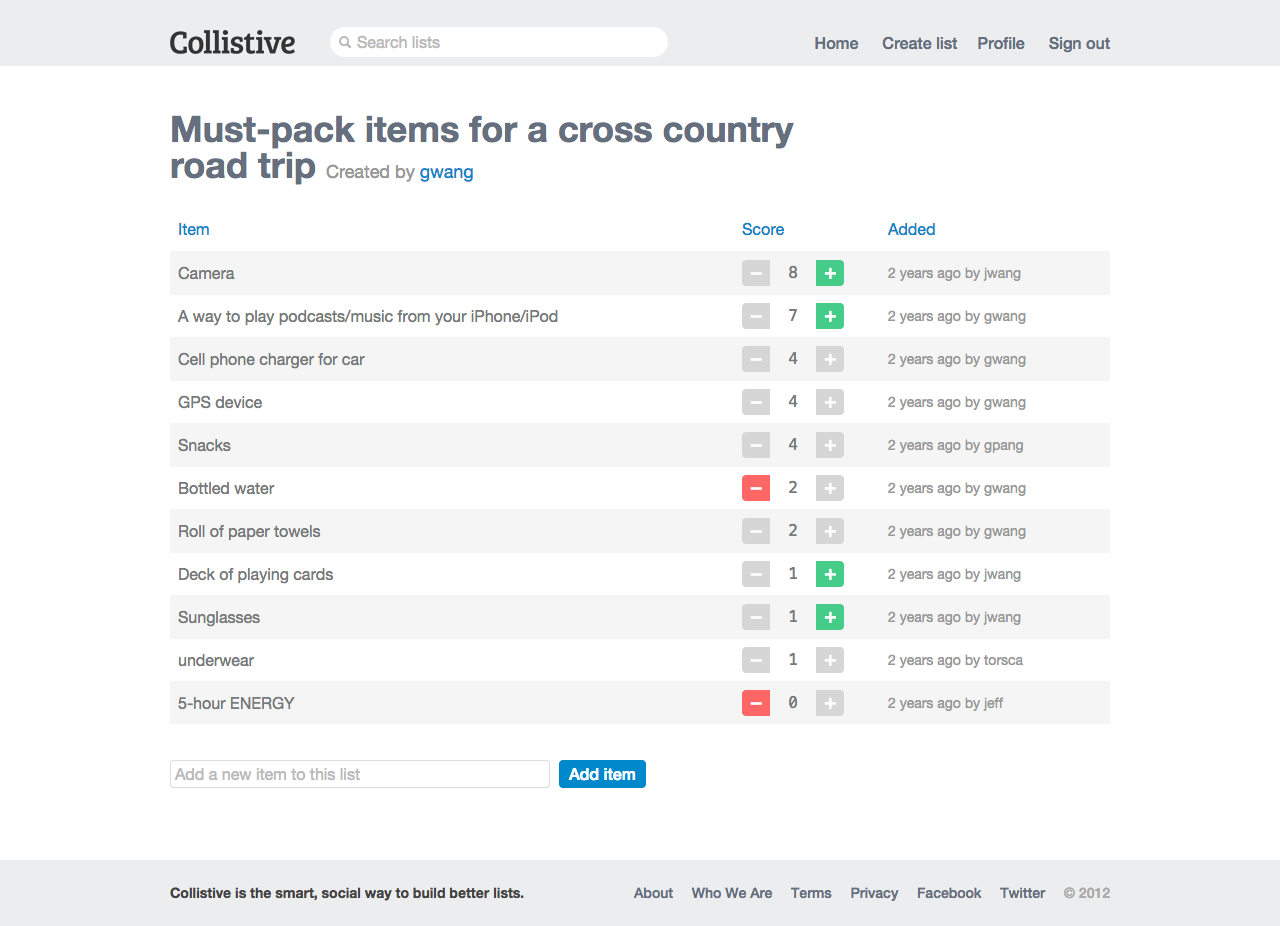 Collistive Search lists Home Create list Profile Sign out
Must-pack items for a cross country
road trip Created by gwang
Item Score Added
Camera − 8 + 2 years ago by jwang
A way to play podcasts/music from your iPhone/iPod − 7 + 2 years ago by gwang
Cell phone charger for car − 4 + 2 years ago by gwang
GPS device − 4 + 2 years ago by gwang
Snacks − 4 + 2 years ago by gpang
Bottled water − 2 + 2 years ago by gwang
Roll of paper towels − 2 + 2 years ago by gwang
Deck of playing cards − 1 + 2 years ago by jwang
Sunglasses − 1 + 2 years ago by jwang
underwear − 1 + 2 years ago by torsca
5-hour ENERGY − 0 + 2 years ago by jeff
Add a new item to this list Add item
Collistive is the smart, social way to build better lists. About Who We Are Terms Privacy Facebook Twitter © 2012